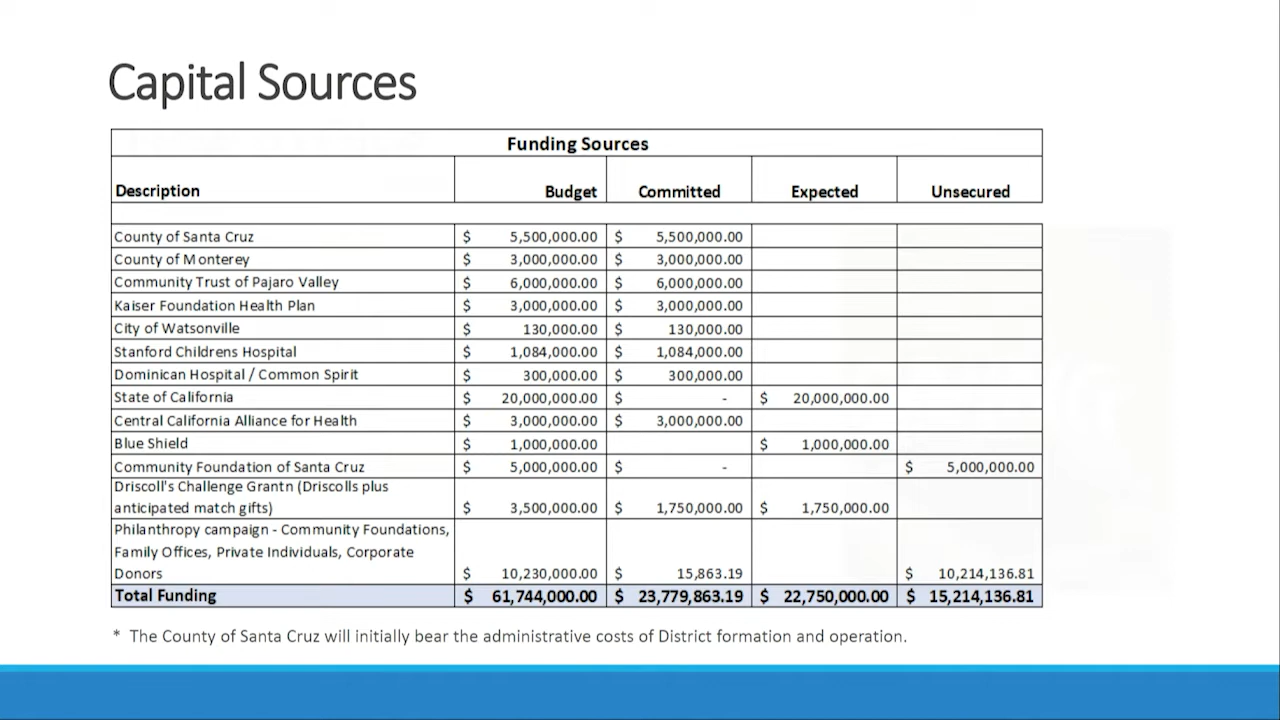 Capital Sources
Funding Sources
Description Budget Committed Expected Unsecured
County of Santa Cruz $ 5,500,000.00 $ 5,500,000.00
County of Monterey $ 3,000,000.00 $ 3,000,000.00
Community Trust of Pajaro Valley $ 6,000,000.00 $ 6,000,000.00
Kaiser Foundation Health Plan $ 3,000,000.00 $ 3,000,000.00
City of Watsonville $ 130,000.00 $ 130,000.00
Stanford Childrens Hospital $ 1,084,000.00 $ 1,084,000.00
Dominican Hospital / Common Spirit $ 300,000.00 $ 300,000.00
State of California $ 20,000,000.00 $ - $ 20,000,000.00
Central California Alliance for Health $ 3,000,000.00 $ 3,000,000.00
Blue Shield $ 1,000,000.00 $ 1,000,000.00
Community Foundation of Santa Cruz $ 5,000,000.00 $ - $ 5,000,000.00
Driscoll's Challenge Grantn (Driscolls plus
anticipated match gifts) $ 3,500,000.00 $ 1,750,000.00 $ 1,750,000.00
Philanthropy campaign - Community Foundations,
Family Offices, Private Individuals, Corporate
Donors $ 10,230,000.00 $ 15,863.19 $ 10,214,136.81
Total Funding $ 61,744,000.00 $ 23,779,863.19 $ 22,750,000.00 $ 15,214,136.81
* The County of Santa Cruz will initially bear the administrative costs of District formation and operation.